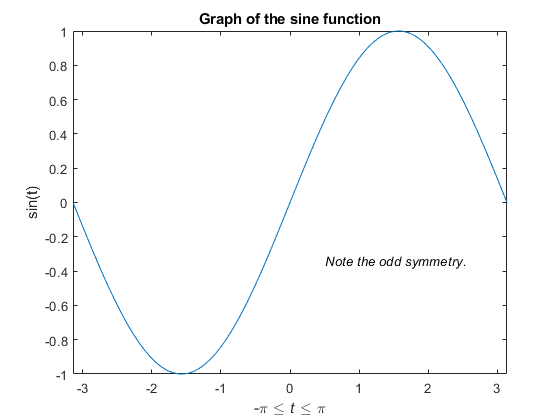 Graph of the sine function
1
0.8
0.6
0.4
0.2
0
-0.2
-0.4
-0.6
-0.8
-1
sin(t)
Note the odd symmetry.
-3 -2 -1 0 1 2 3
-π ≤ t ≤ π